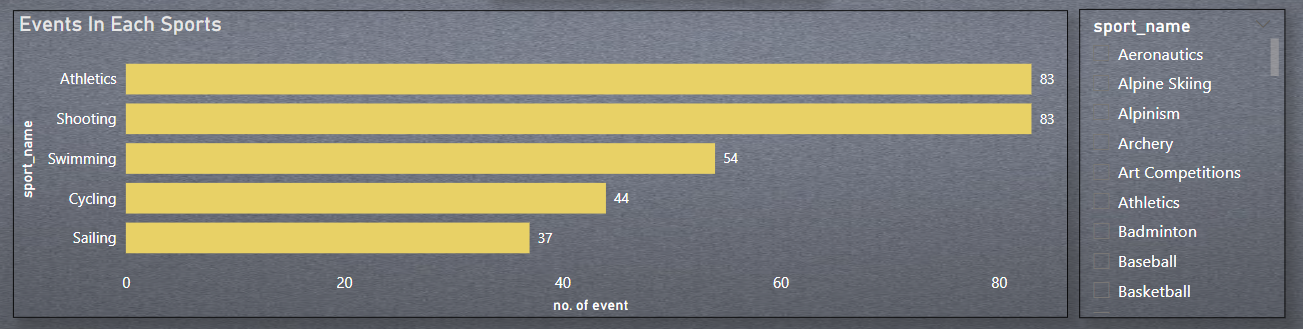 Events In Each Sports
sport_name
Athletics 83
Shooting 83
Swimming 54
Cycling 44
Sailing 37
0 20 40 60 80
no. of event
sport_name
Aeronautics
Alpine Skiing
Alpinism
Archery
Art Competitions
Athletics
Badminton
Baseball
Basketball